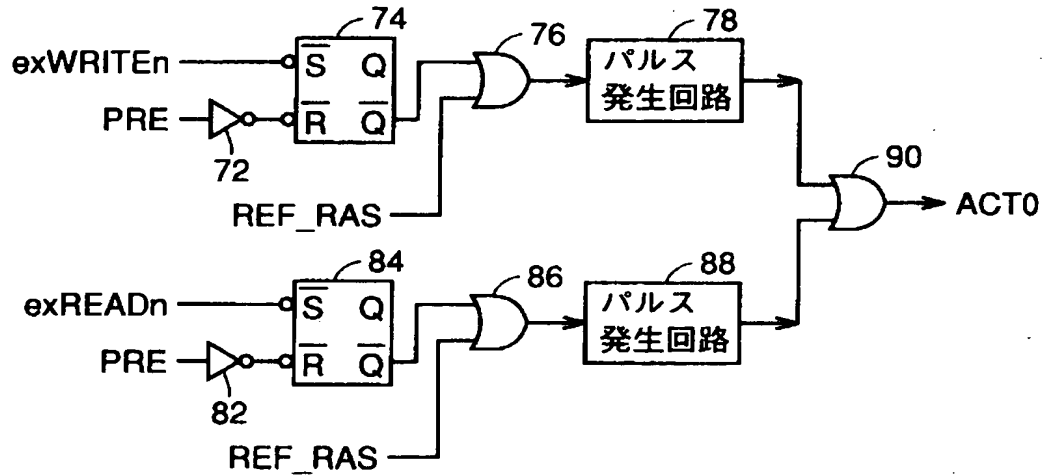 74
76
78
exWRITEn
S Q
パルス
発生回路
PRE
R Q
72
90
REF_RAS
ACT0
84
86
88
exREADn
S Q
パルス
発生回路
PRE
R Q
82
REF_RAS